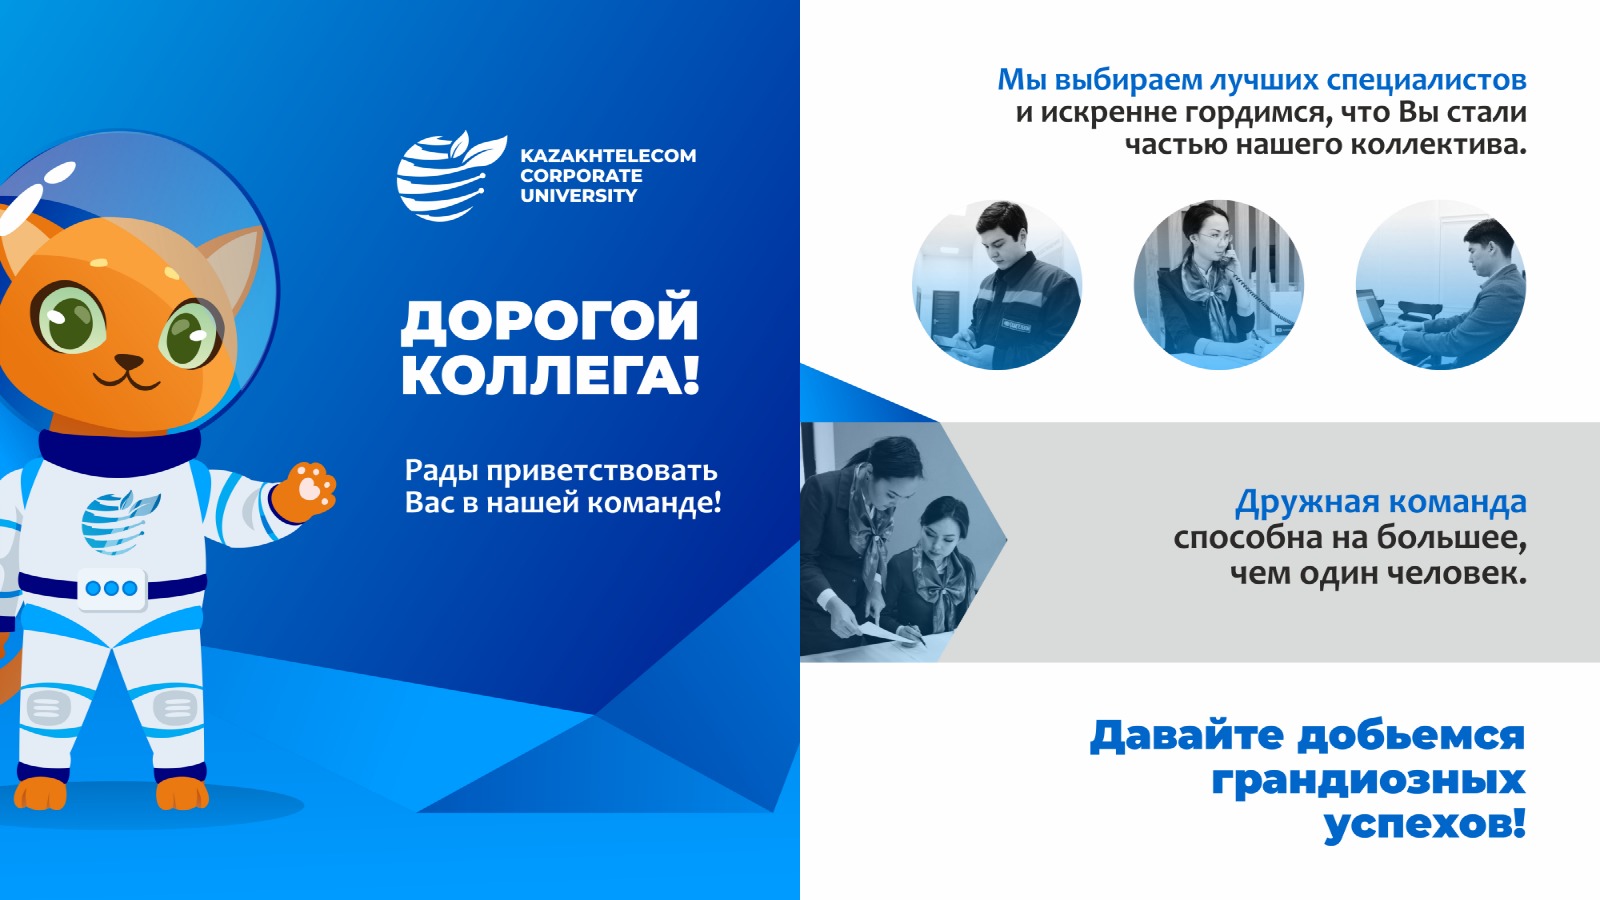 KAZAKHTELECOM
CORPORATE
UNIVERSITY
ДОРОГОЙ
КОЛЛЕГА!
Рады приветствовать
Вас в нашей команде!
Мы выбираем лучших специалистов
и искренне гордимся, что Вы стали
частью нашего коллектива.
Дружная команда
способна на большее,
чем один человек.
Давайте добьемся
грандиозных
успехов!